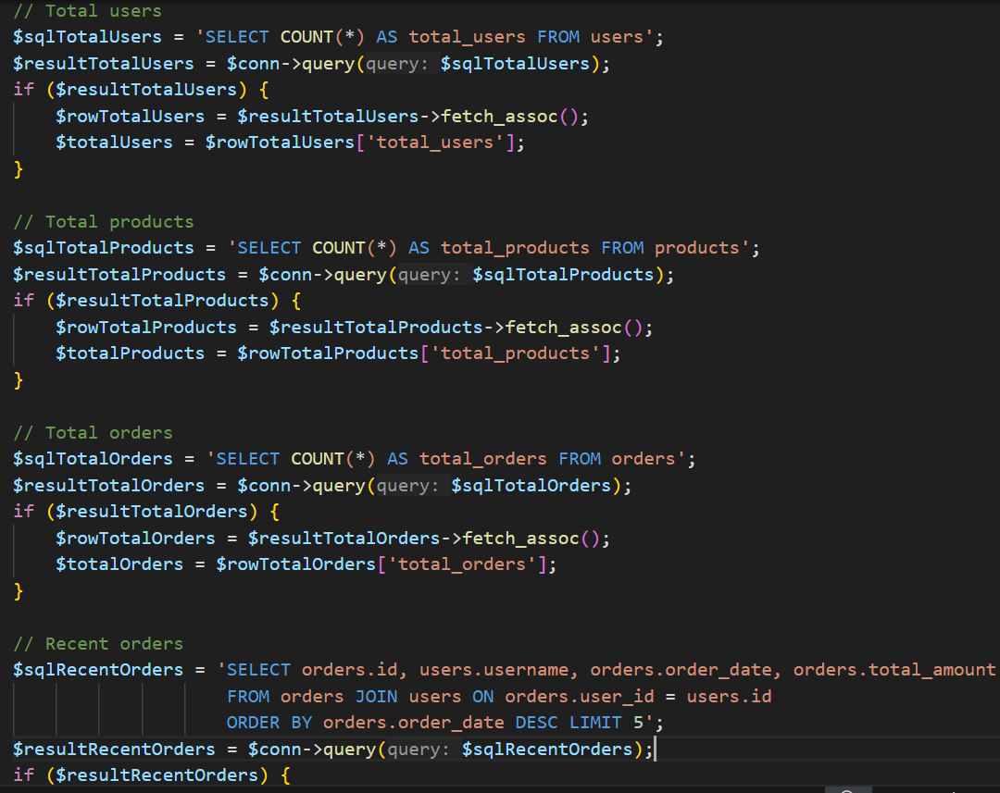 // Total users
$sqlTotalUsers = 'SELECT COUNT(*) AS total_users FROM users';
$resultTotalUsers = $conn->query(query: $sqlTotalUsers);
if ($resultTotalUsers) {
    $rowTotalUsers = $resultTotalUsers->fetch_assoc();
    $totalUsers = $rowTotalUsers['total_users'];
}

// Total products
$sqlTotalProducts = 'SELECT COUNT(*) AS total_products FROM products';
$resultTotalProducts = $conn->query(query: $sqlTotalProducts);
if ($resultTotalProducts) {
    $rowTotalProducts = $resultTotalProducts->fetch_assoc();
    $totalProducts = $rowTotalProducts['total_products'];
}

// Total orders
$sqlTotalOrders = 'SELECT COUNT(*) AS total_orders FROM orders';
$resultTotalOrders = $conn->query(query: $sqlTotalOrders);
if ($resultTotalOrders) {
    $rowTotalOrders = $resultTotalOrders->fetch_assoc();
    $totalOrders = $rowTotalOrders['total_orders'];
}

// Recent orders
$sqlRecentOrders = 'SELECT orders.id, users.username, orders.order_date, orders.total_amount
                    FROM orders JOIN users ON orders.user_id = users.id
                    ORDER BY orders.order_date DESC LIMIT 5';
$resultRecentOrders = $conn->query(query: $sqlRecentOrders);
if ($resultRecentOrders) {